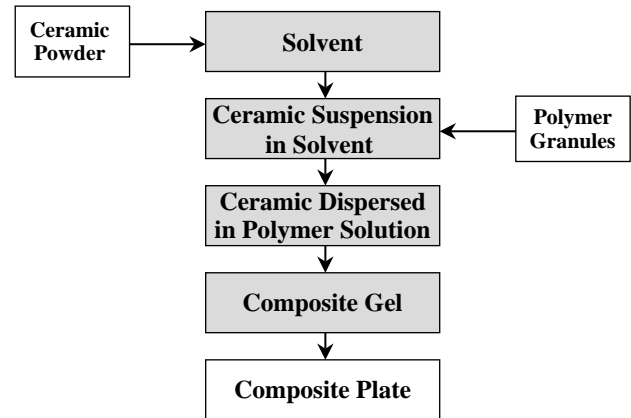 Ceramic
Powder
Solvent
Ceramic Suspension
in Solvent
Polymer
Granules
Ceramic Dispersed
in Polymer Solution
Composite Gel
Composite Plate